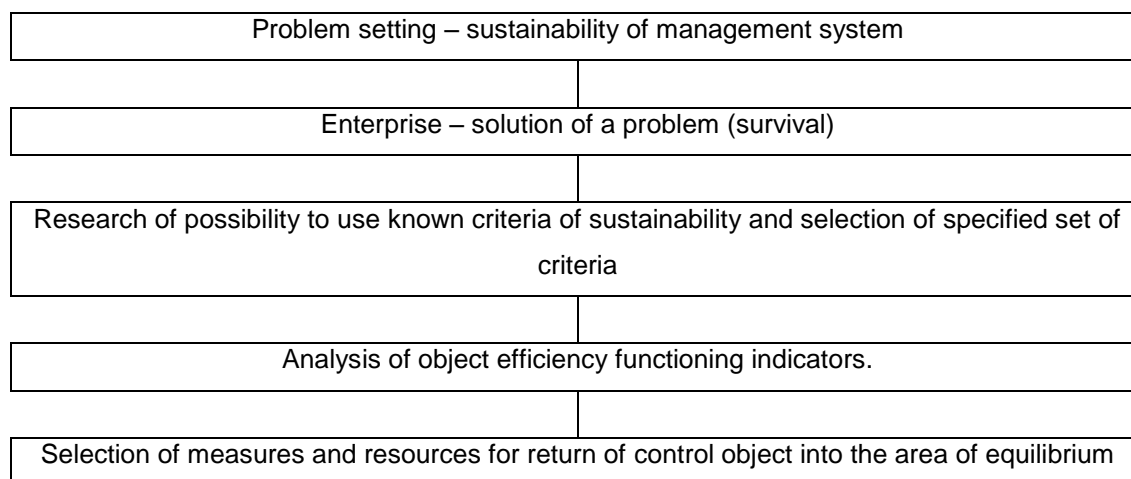 Problem setting – sustainability of management system
Enterprise – solution of a problem (survival)
Research of possibility to use known criteria of sustainability and selection of specified set of
criteria
Analysis of object efficiency functioning indicators.
Selection of measures and resources for return of control object into the area of equilibrium